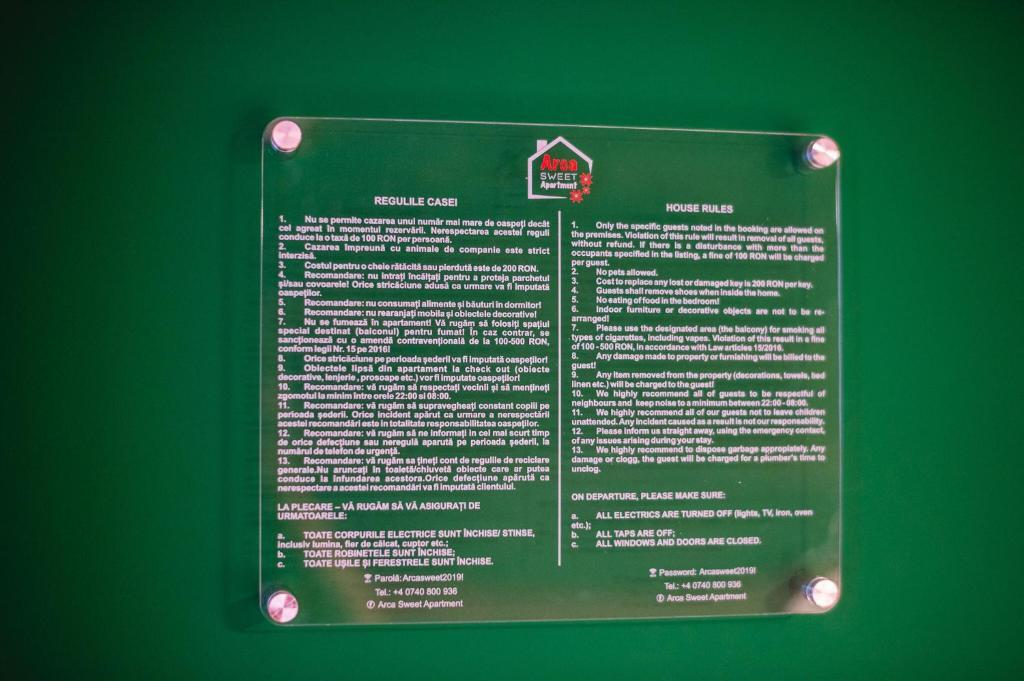 Arca
SWEET
Apartment
REGULILE CASEI
1. Nu se permite cazarea unui număr mai mare de oaspeți decât
cel agreat în momentul rezervării. Nerespectarea acestei reguli
conduce la o taxă de 100 RON per persoană.
2. Cazarea împreună cu animale de companie este strict
interzisă.
3. Costul pentru o cheie rătăcită sau pierdută este de 200 RON.
4. Recomandare: nu intrați încălțați pentru a proteja parchetul
și/sau covoarele! Orice stricăciune adusă ca urmare va fi imputată
oaspeților.
5. Recomandare: nu consumați alimente și băuturi în dormitor!
6. Recomandare: nu rearanjați mobila și obiectele decorative!
7. Nu se fumează în apartament! Vă rugăm să folosiți spațiul
special destinat (balconul) pentru fumat! În caz contrar, se
sancționează cu o amendă contravențională de la 100-500 RON,
conform legii Nr. 15 pe 2016!
8. Orice stricăciune pe perioada șederii va fi imputată oaspeților!
9. Obiectele lipsă din apartament la check out (obiecte
decorative, lenjerie , prosoape etc.) vor fi imputate oaspeților!
10. Recomandare: vă rugăm să respectați vecinii și să mențineți
zgomotul la minim între orele 22:00 si 08:00.
11. Recomandare: vă rugăm să supravegheați constant copiii pe
perioada șederii. Orice incident apărut ca urmare a nerespectării
acestei recomandări este în totalitate responsabilitatea oaspeților.
12. Recomandare: vă rugăm să ne informați in cel mai scurt timp
de orice defecțiune sau neregulă aparută pe perioada șederii, la
numărul de telefon de urgență.
13. Recomandare: vă rugăm sa țineți cont de regulile de reciclare
generale.Nu aruncați în toaletă/chiuvetă obiecte care ar putea
conduce la înfundarea acestora.Orice defecțiune apărută ca
nerespectare a acestei recomandări va fi imputată clientului.
LA PLECARE – VĂ RUGĂM SĂ VĂ ASIGURAȚI DE
URMATOARELE:
a. TOATE CORPURILE ELECTRICE SUNT ÎNCHISE/ STINSE,
inclusiv lumina, fier de călcat, cuptor etc.;
b. TOATE ROBINETELE SUNT ÎNCHISE;
c. TOATE UȘILE ȘI FERESTRELE SUNT ÎNCHISE.
Parolă: Arcasweet2019!
Tel.: +4 0740 800 936
Arca Sweet Apartment
HOUSE RULES
1. Only the specific guests noted in the booking are allowed on
the premises. Violation of this rule will result in removal of all guests,
without refund. If there is a disturbance with more than the
occupants specified in the listing, a fine of 100 RON will be charged
per guest.
2. No pets allowed.
3. Cost to replace any lost or damaged key is 200 RON per key.
4. Guests shall remove shoes when inside the home.
5. No eating of food in the bedroom!
6. Indoor furniture or decorative objects are not to be re-
arranged!
7. Please use the designated area (the balcony) for smoking all
types of cigarettes, including vapes. Violation of this result in a fine
of 100 - 500 RON, in accordance with Law articles 15/2016.
8. Any damage made to property or furnishing will be billed to the
guest!
9. Any item removed from the property (decorations, towels, bed
linen etc.) will be charged to the guest!
10. We highly recommend all of our guests to be respectful of
neighbours and keep noise to a minimum between 22:00 - 08:00.
11. We highly recommend all of our guests not to leave children
unattended. Any incident caused as a result is not our responsability.
12. Please inform us straight away, using the emergency contact,
of any issues arising during your stay.
13. We highly recommend to dispose garbage appropriately. Any
damage or clogg, the guest will be charged for a plumber's time to
unclog.
ON DEPARTURE, PLEASE MAKE SURE:
a. ALL ELECTRICS ARE TURNED OFF (lights, TV, iron, oven
etc.);
b. ALL TAPS ARE OFF;
c. ALL WINDOWS AND DOORS ARE CLOSED.
Password: Arcasweet2019!
Tel.: +4 0740 800 936
Arca Sweet Apartment